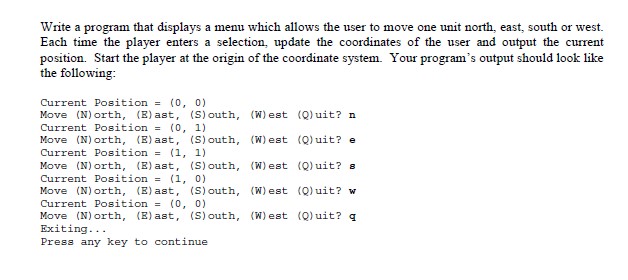 Write a program that displays a menu which allows the user to move one unit north, east, south or west.
Each time the player enters a selection, update the coordinates of the user and output the current
position. Start the player at the origin of the coordinate system. Your program's output should look like
the following:
Current Position = (0, 0)
Move (N)orth, (E)ast, (S)outh, (W)est (Q)uit? n
Current Position = (0, 1)
Move (N)orth, (E)ast, (S)outh, (W)est (Q)uit? e
Current Position = (1, 1)
Move (N)orth, (E)ast, (S)outh, (W)est (Q)uit? s
Current Position = (1, 0)
Move (N)orth, (E)ast, (S)outh, (W)est (Q)uit? w
Current Position = (0, 0)
Move (N)orth, (E)ast, (S)outh, (W)est (Q)uit? q
Exiting...
Press any key to continue